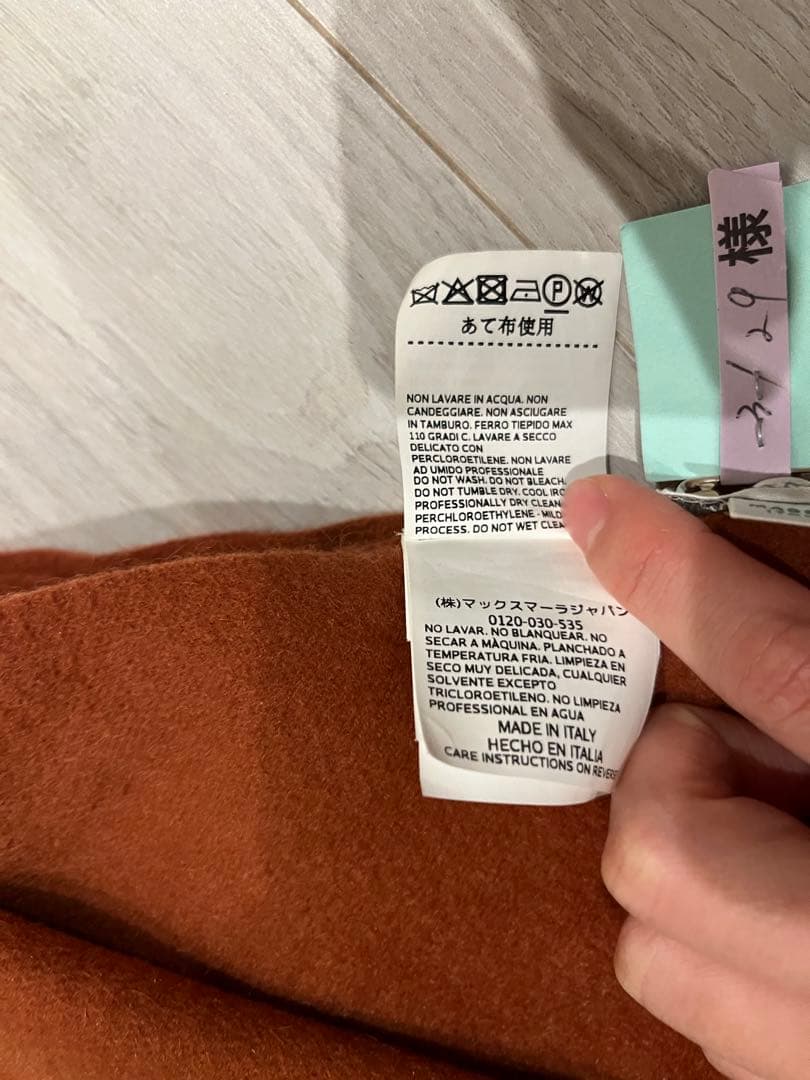 あて布使用
NON LAVARE IN ACQUA. NON
CANDEGGIARE. NON ASCIUGARE
IN TAMBURO. FERRO TIEPIDO MAX
110 GRADI C. LAVARE A SECCO
DELICATO CON
PERCLOROETILENE. NON LAVARE
AD UMIDO PROFESSIONALE
DO NOT WASH. DO NOT BLEACH.
DO NOT TUMBLE DRY. COOL
PROFESSIONALLY DRY CLEAN
PERCHLOROETHYLENE - MILD
PROCESS. DO NOT WET
(株)マックスマーラジャパン
0120-030-535
NO LAVAR. NO BLANQUEAR. NO
SECAR A MÀQUINA. PLANCHADO A
TEMPERATURA FRIA. LIMPIEZA EN
SECO MUY DELICADA, CUALQUIER
SOLVENTE EXCEPTO
TRICLOROETILENO. NO LIMPIEZA
PROFESSIONAL EN AGUA
MADE IN ITALY
HECHO EN ITALIA
CARE INSTRUCTIONS ON REVERSE
様
29